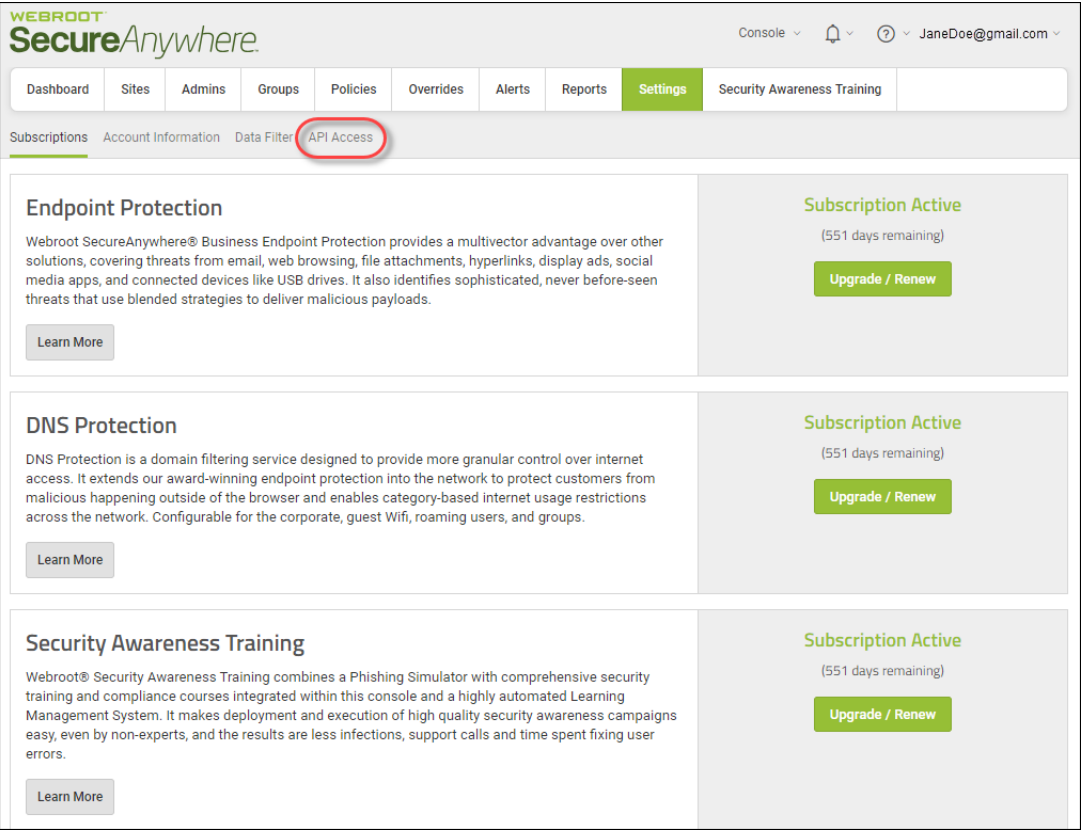 WEBROOT
SecureAnywhere.
Console
JaneDoe@gmail.com
Dashboard Sites Admins Groups Policies Overrides Alerts Reports Settings Security Awareness Training
Subscriptions Account Information Data Filter API Access
Endpoint Protection
Webroot SecureAnywhere® Business Endpoint Protection provides a multivector advantage over other
solutions, covering threats from email, web browsing, file attachments, hyperlinks, display ads, social
media apps, and connected devices like USB drives. It also identifies sophisticated, never before-seen
threats that use blended strategies to deliver malicious payloads.
Learn More
Subscription Active
(551 days remaining)
Upgrade / Renew
DNS Protection
DNS Protection is a domain filtering service designed to provide more granular control over internet
access. It extends our award-winning endpoint protection into the network to protect customers from
malicious happening outside of the browser and enables category-based internet usage restrictions
across the network. Configurable for the corporate, guest Wifi, roaming users, and groups.
Learn More
Subscription Active
(551 days remaining)
Upgrade / Renew
Security Awareness Training
Webroot® Security Awareness Training combines a Phishing Simulator with comprehensive security
training and compliance courses integrated within this console and a highly automated Learning
Management System. It makes deployment and execution of high quality security awareness campaigns
easy, even by non-experts, and the results are less infections, support calls and time spent fixing user
errors.
Learn More
Subscription Active
(551 days remaining)
Upgrade / Renew